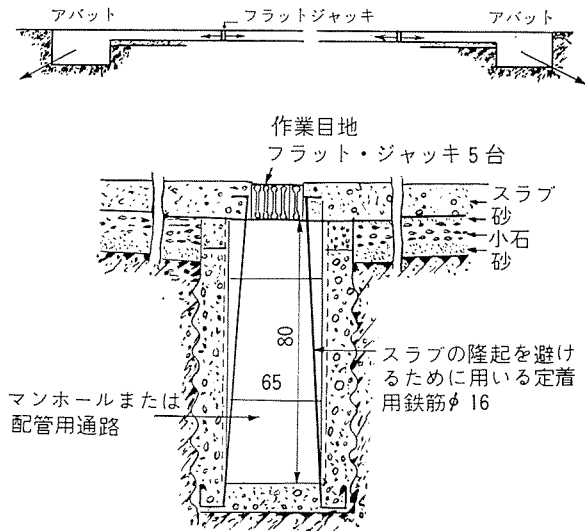 アバット
フラットジャッキ
アバット
作業目地
フラット・ジャッキ5台
スラブ
砂
小石
砂
80
65
スラブの隆起を避け
るために用いる定着
用鉄筋φ16
マンホールまたは
配管用通路